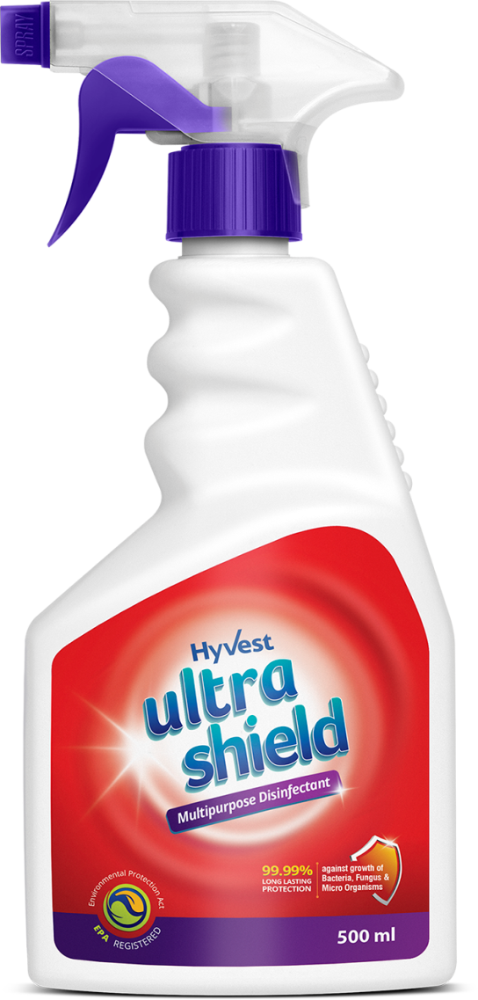 SPRAY
HyVest
ultra
shield
Multipurpose Disinfectant
99.99%
LONG LASTING
PROTECTION
against growth of
Bacteria, Fungus &
Micro Organisms
Environmental Protection Act
EPA REGISTERED
500 ml